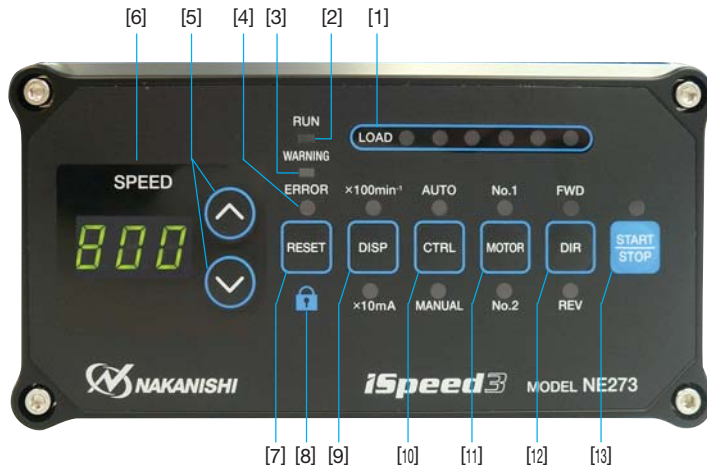 [6] [5] [4] [3] [2] [1]
RUN
LOAD
WARNING
SPEED
ERROR ×100min⁻¹ AUTO No.1 FWD
800
RESET DISP CTRL MOTOR DIR START
STOP
×10mA MANUAL No.2 REV
NAKANISHI iSpeed3 MODEL NE273
[7] [8] [9] [10] [11] [12] [13]